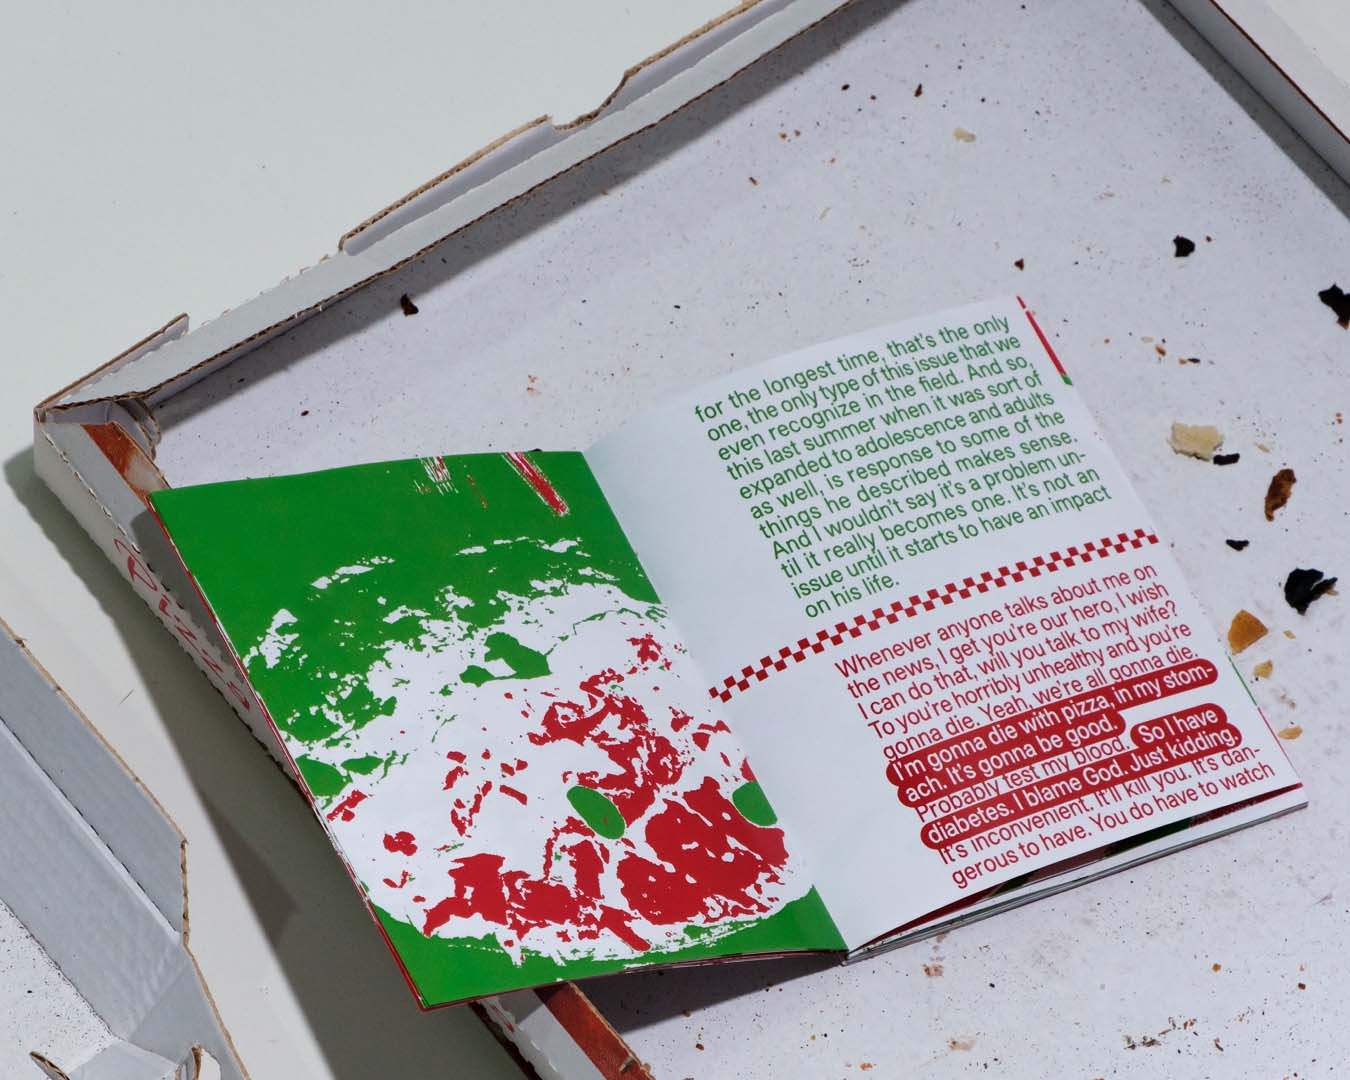 for the longest time, that's the only
one, the only type of this issue that we
even recognize in the field. And so,
this last summer when it was sort of
expanded to adolescence and adults
as well, is response to some of the
things he described makes sense.
And I wouldn't say it's a problem un-
til it really becomes one. It's not an
issue until it starts to have an impact
on his life.
Whenever anyone talks about me on
the news, I get you're our hero, I wish
I can do that, will you talk to my wife?
To you're horribly unhealthy and you're
gonna die. Yeah, we're all gonna die.
I'm gonna die with pizza, in my stom-
ach. It's gonna be good.
Probably test my blood. So I have
diabetes. I blame God. Just kidding,
It's inconvenient. It'll kill you. It's dan-
gerous to have. You do have to watch
Pizza